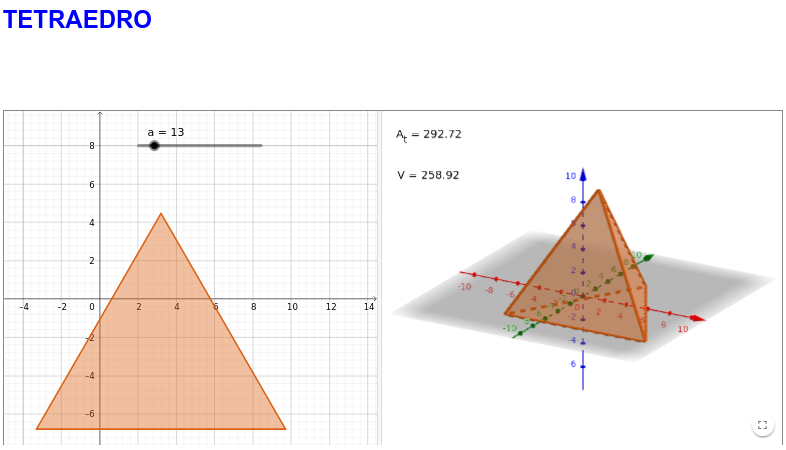 TETRAEDRO
a = 13
8
6
4
2
−4 −2 0 2 4 6 8 10 12 14
−2
−4
−6
A_t = 292.72
V = 258.92
10
8
4
2
-10 -8 -6 4 2 4 8 10
-2
-4
-10
6